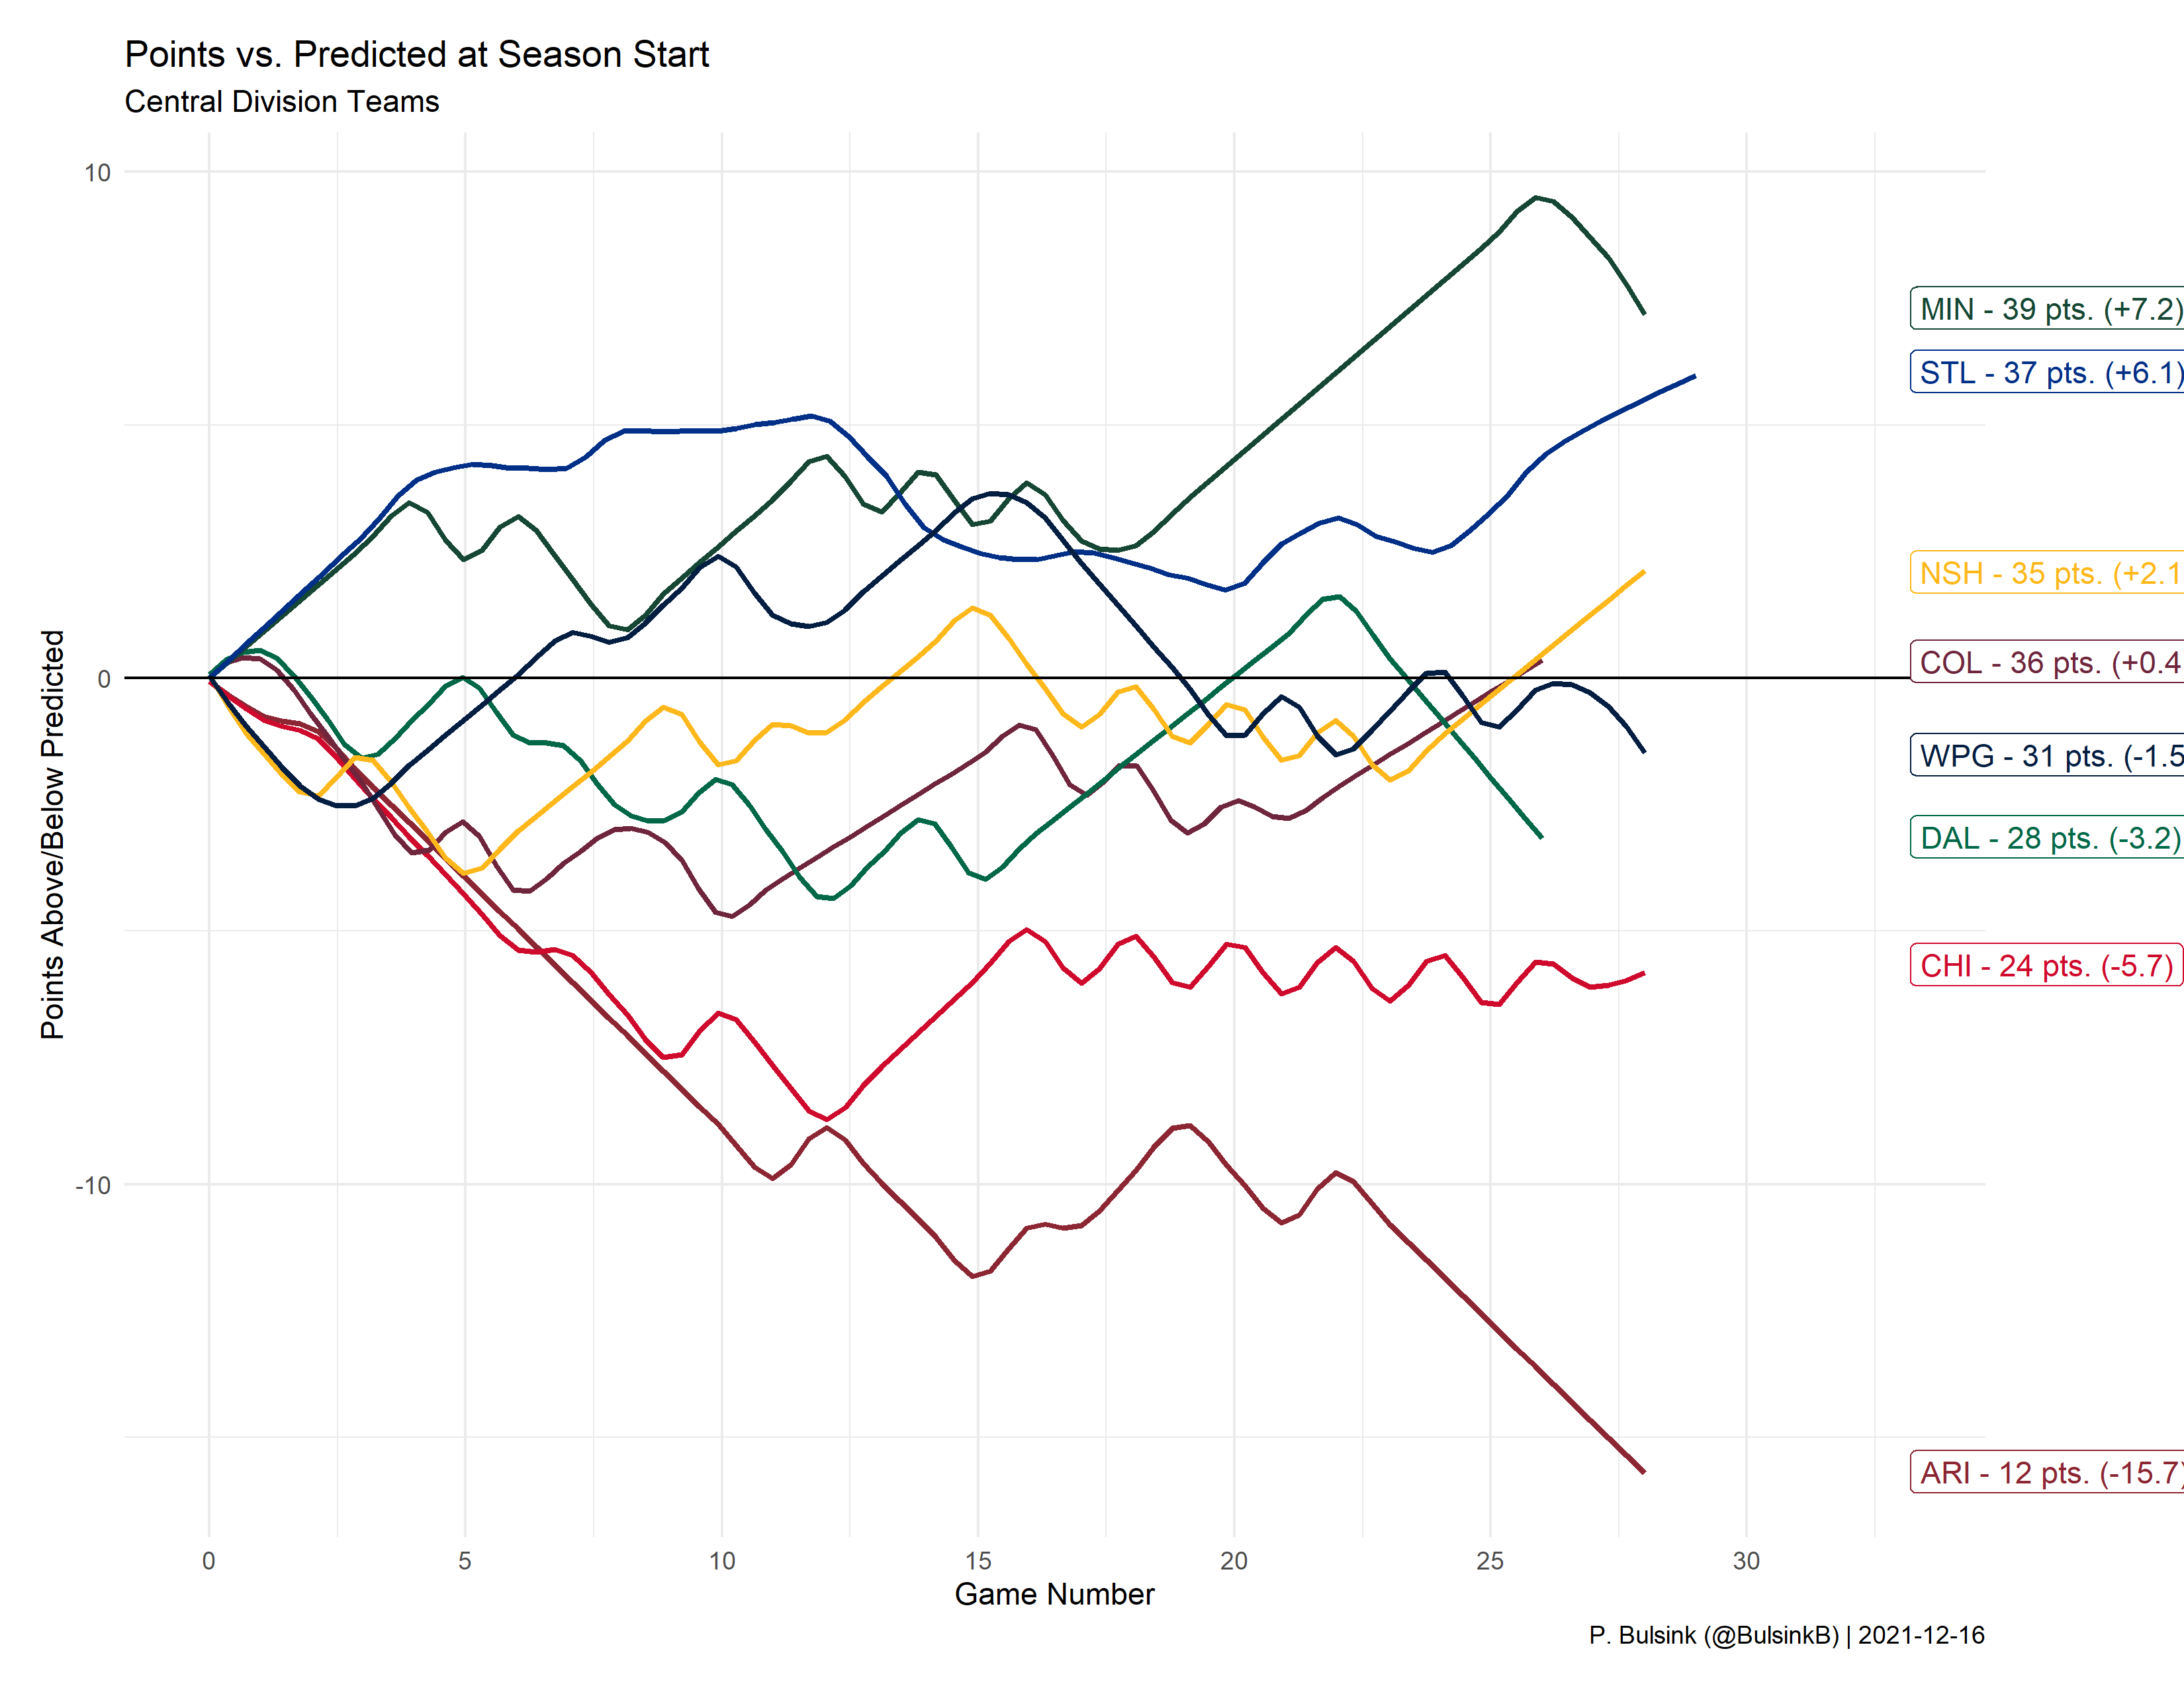 Points vs. Predicted at Season Start
Central Division Teams
Points Above/Below Predicted
10
0
-10
MIN - 39 pts. (+7.2)
STL - 37 pts. (+6.1)
NSH - 35 pts. (+2.1
COL - 36 pts. (+0.4
WPG - 31 pts. (-1.5
DAL - 28 pts. (-3.2)
CHI - 24 pts. (-5.7)
ARI - 12 pts. (-15.7)
0 5 10 15 20 25 30
Game Number
P. Bulsink (@BulsinkB) | 2021-12-16